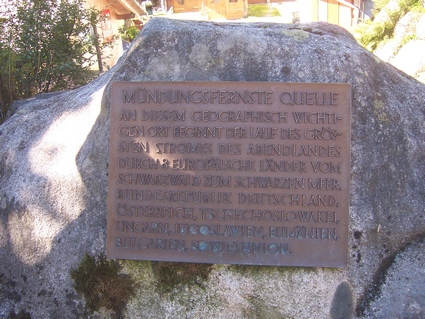 MÜNDUNGSFERNSTE QUELLE
AN DIESEM GEOGRAPHISCH WICHTI-
GEN ORT BEGINNT DER LAUF DES GRÖS-
STEN STROMES DES ABENDLANDES
DURCH 8 EUROPÄISCHE LÄNDER VOM
SCHWARZWALD ZUM SCHWARZEN MEER.
BUNDESREPUBLIK DEUTSCHLAND,
ÖSTERREICH, TSCHECHOSLOWAKEI,
UNGARN, JUGOSLAWIEN, RUMÄNIEN,
BULGARIEN, SOWJETUNION.